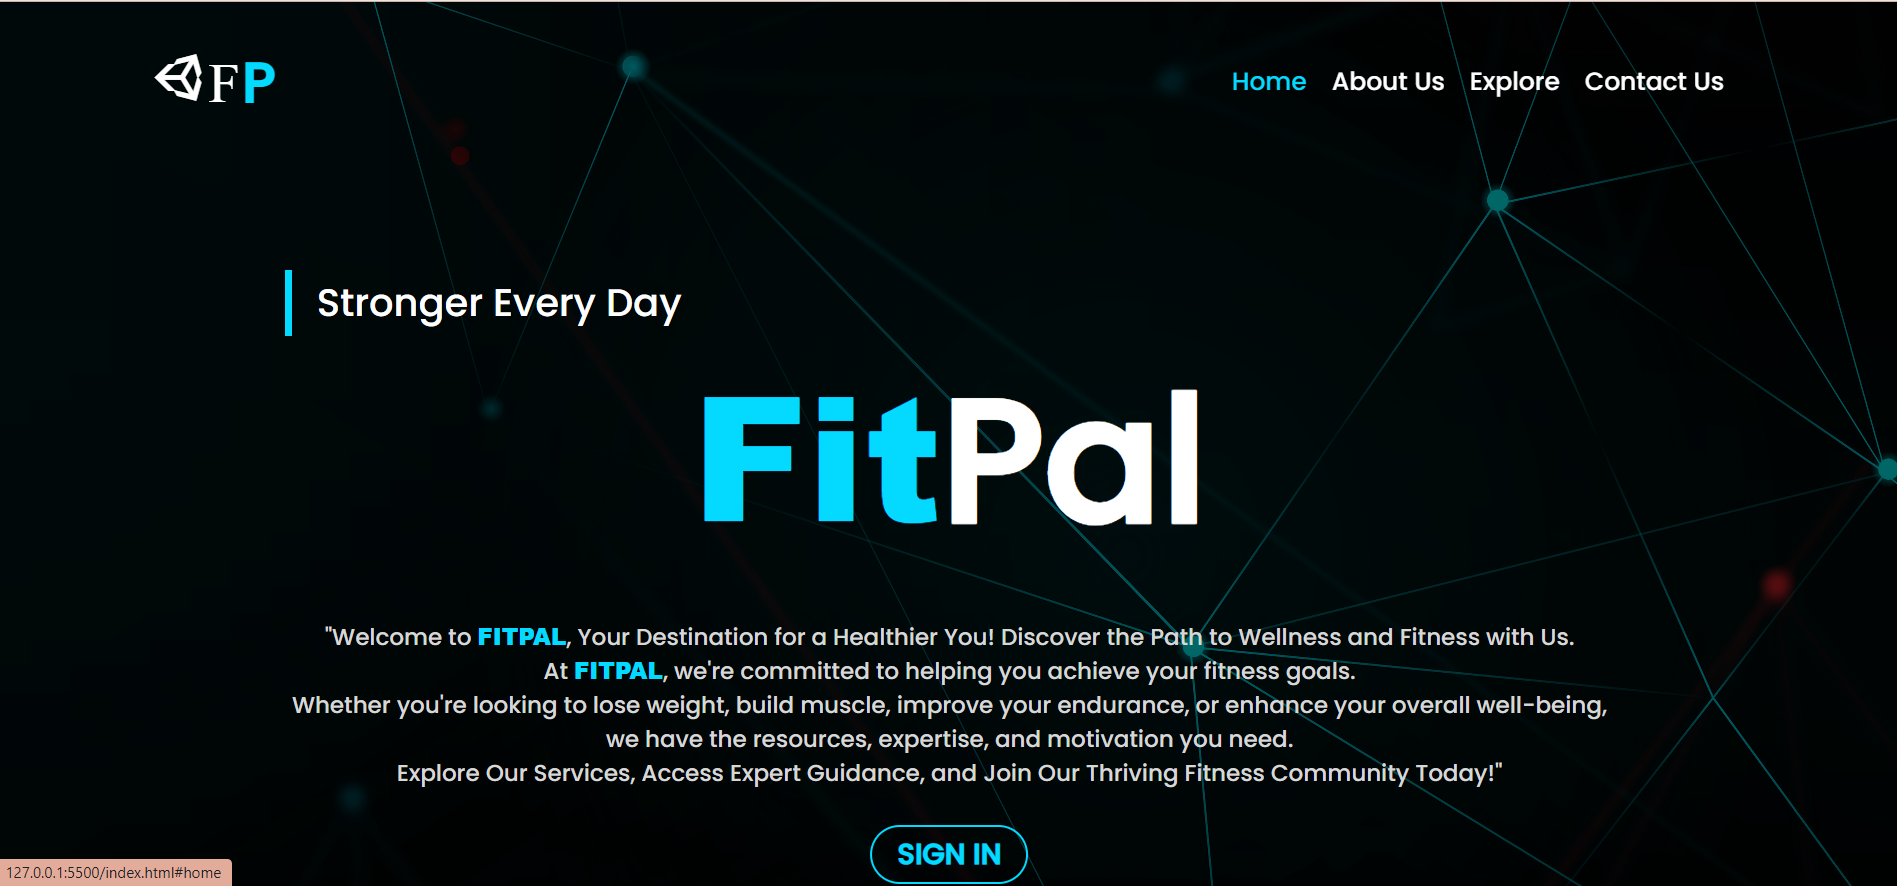 FP
Home About Us Explore Contact Us
Stronger Every Day
FitPal
"Welcome to FITPAL, Your Destination for a Healthier You! Discover the Path to Wellness and Fitness with Us.
At FITPAL, we're committed to helping you achieve your fitness goals.
Whether you're looking to lose weight, build muscle, improve your endurance, or enhance your overall well-being,
we have the resources, expertise, and motivation you need.
Explore Our Services, Access Expert Guidance, and Join Our Thriving Fitness Community Today!"
SIGN IN
127.0.0.1:5500/index.html#home